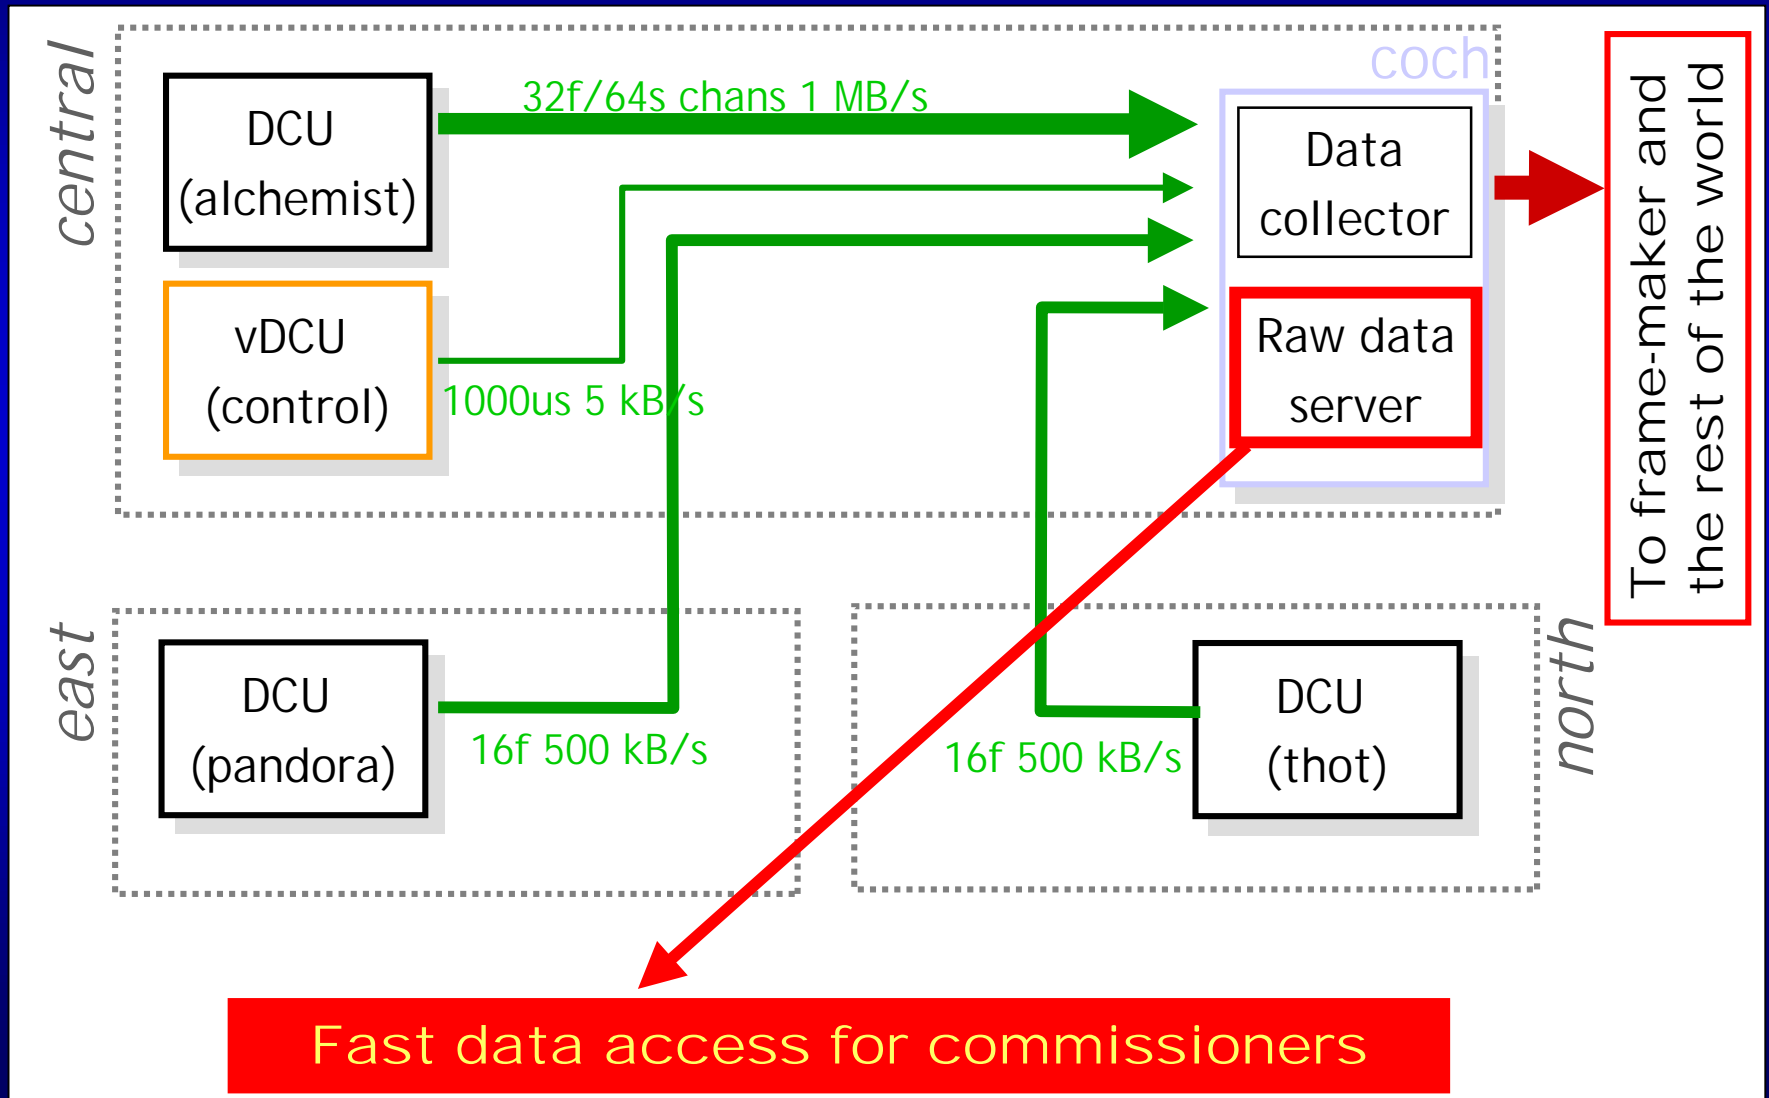 central
coch
DCU
(alchemist)
32f/64s chans 1 MB/s
Data
collector
To frame-maker and
the rest of the world
vDCU
(control)
1000us 5 kB/s
Raw data
server
east
DCU
(pandora)
16f 500 kB/s
16f 500 kB/s
DCU
(thot)
north
Fast data access for commissioners